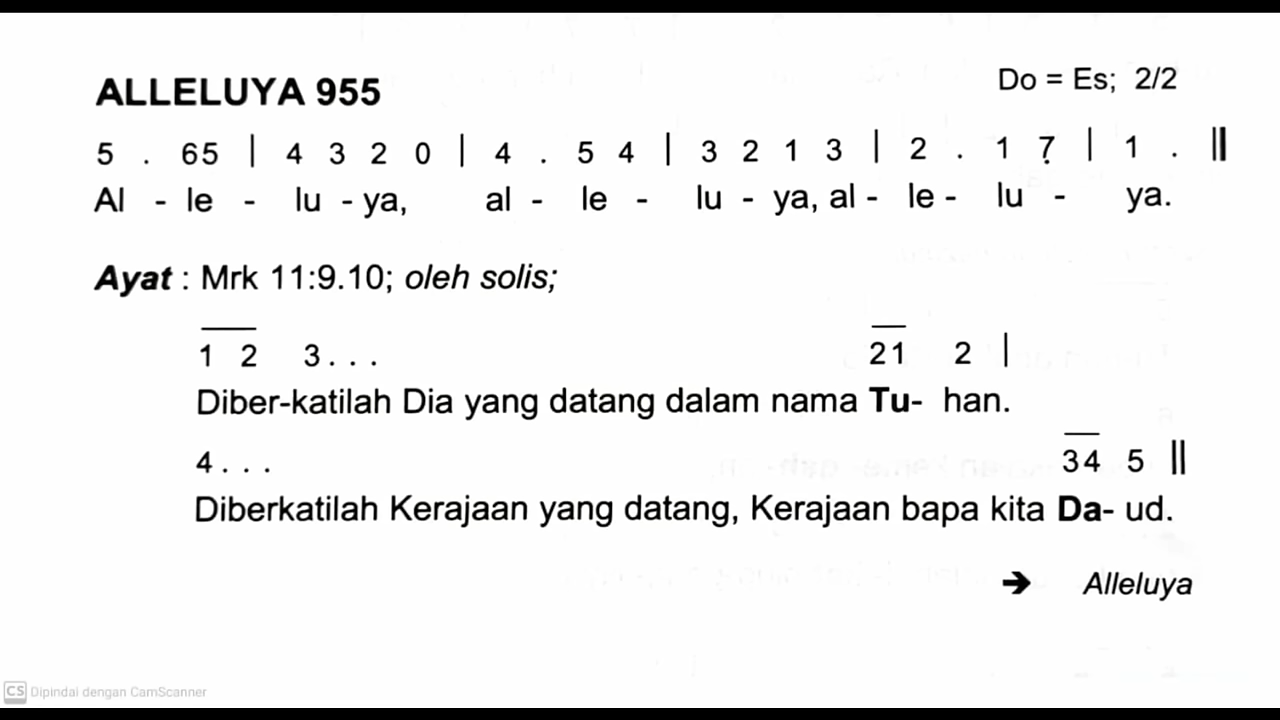 ALLELUYA 955 Do = Es; 2/2
5 . 65 | 4 3 2 0 | 4 . 5 4 | 3 2 1 3 | 2 . 1 7̣ | 1 . ||
Al - le - lu - ya, al - le - lu - ya, al - le - lu - ya.
Ayat : Mrk 11:9.10; oleh solis;
1 2 3 . . . 21 2 |
Diber-katilah Dia yang datang dalam nama Tu- han.
4 . . . 34 5 ||
Diberkatilah Kerajaan yang datang, Kerajaan bapa kita Da- ud.
➔ Alleluya
CS Dipindai dengan CamScanner